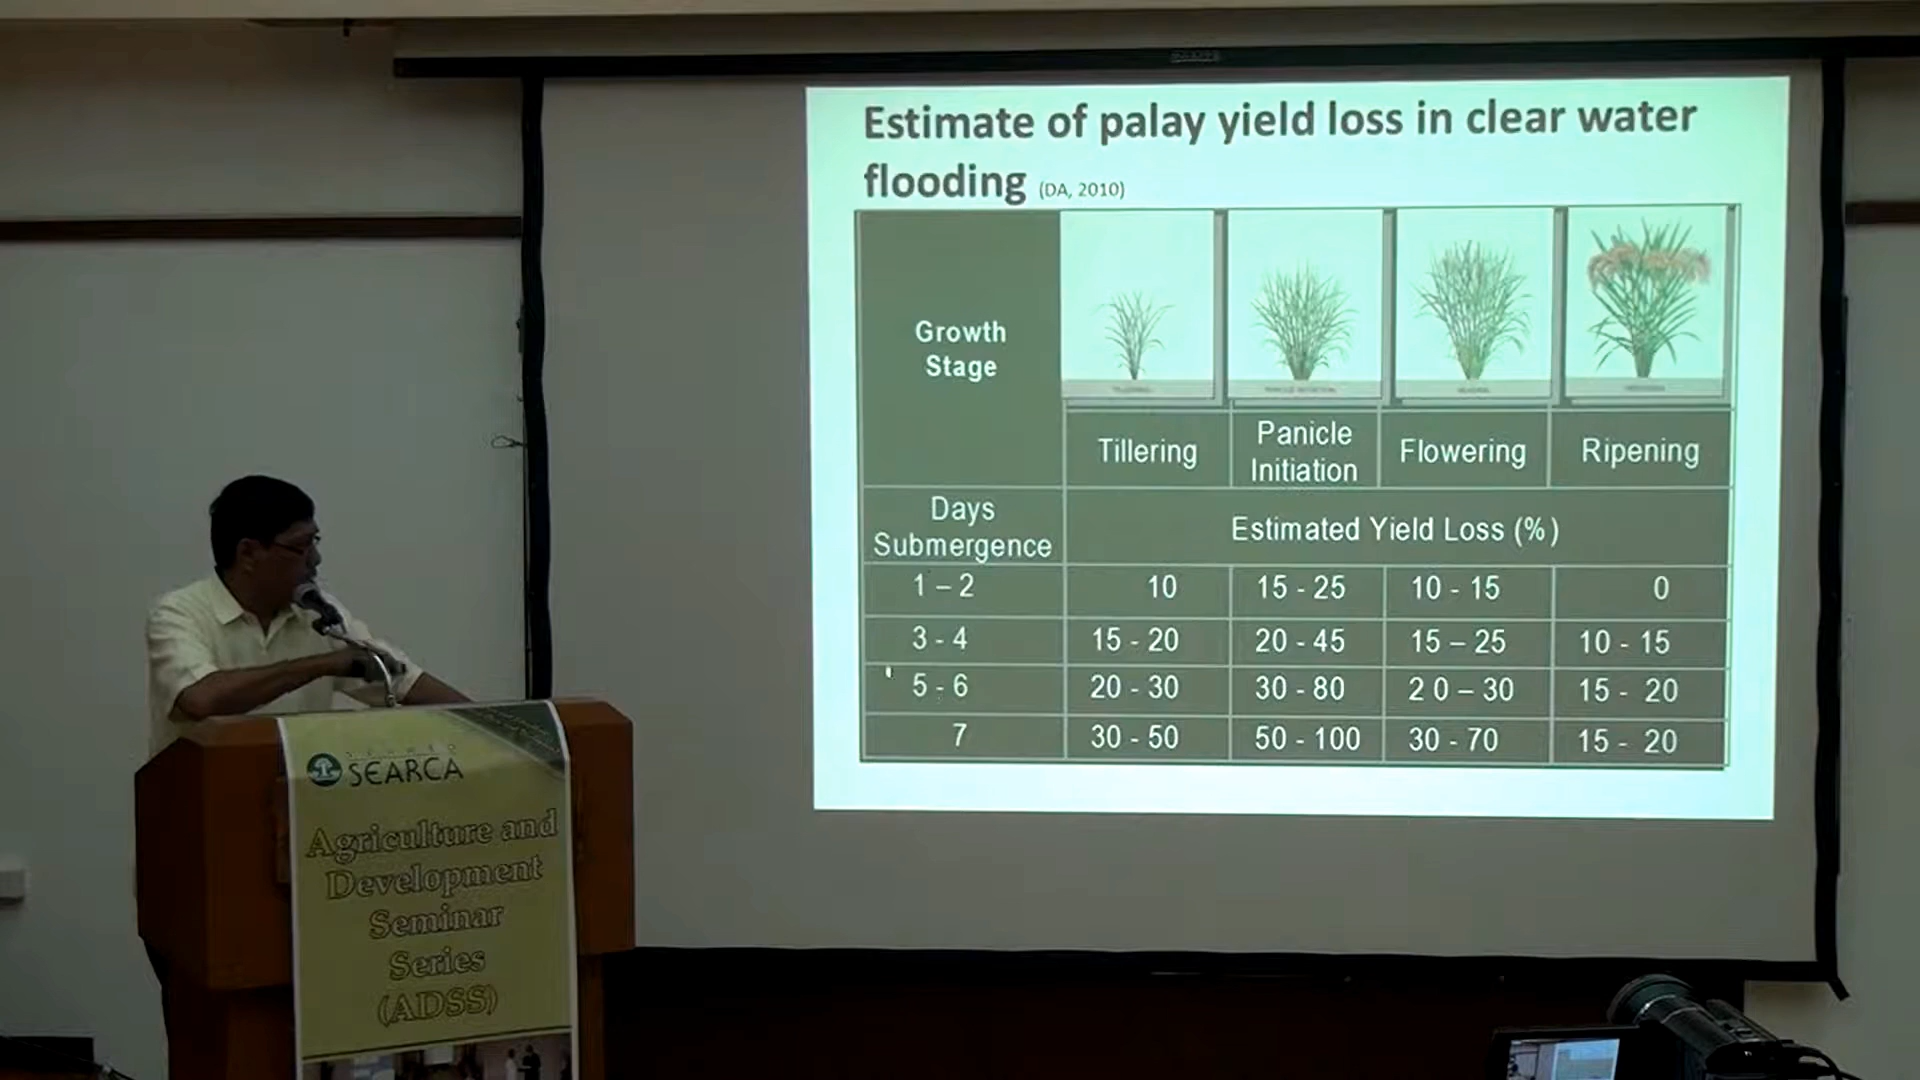 Estimate of palay yield loss in clear water
flooding (DA, 2010)
Growth
Stage
Tillering
Panicle
Initiation
Flowering
Ripening
Days
Submergence
Estimated Yield Loss (%)
1 – 2 10 15 - 25 10 - 15 0
3 - 4 15 - 20 20 - 45 15 – 25 10 - 15
5 - 6 20 - 30 30 - 80 2 0 – 30 15 - 20
7 30 - 50 50 - 100 30 - 70 15 - 20
SEARCA
Agriculture and
Development
Seminar
Series
(ADSS)